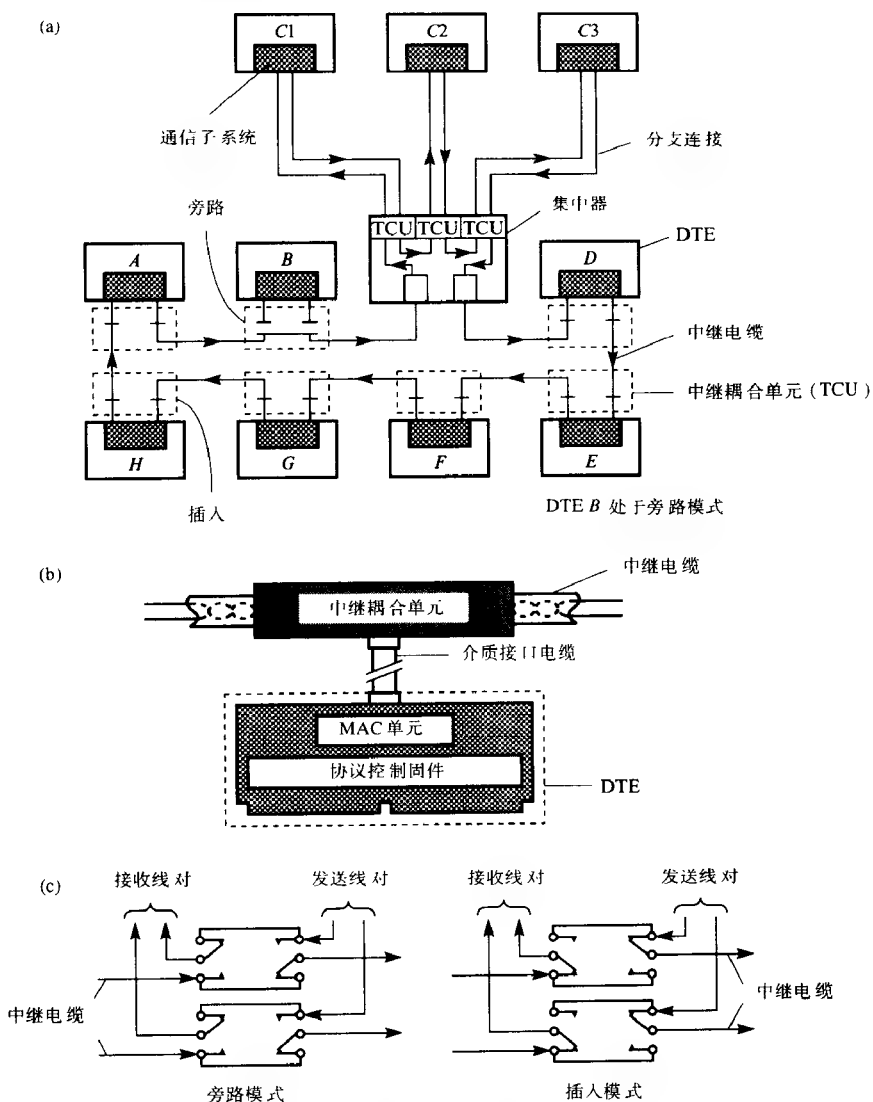 (a)
C1
C2
C3
通信子系统
分支连接
旁路
集中器
TCU TCU TCU
DTE
A
B
D
中继电缆
中继耦合单元 (TCU)
H
G
F
E
插入
DTE B 处于旁路模式
(b)
中继电缆
中继耦合单元
介质接口电缆
MAC 单元
协议控制固件
DTE
(c)
接收线对
发送线对
接收线对
发送线对
中继电缆
中继电缆
旁路模式
插入模式